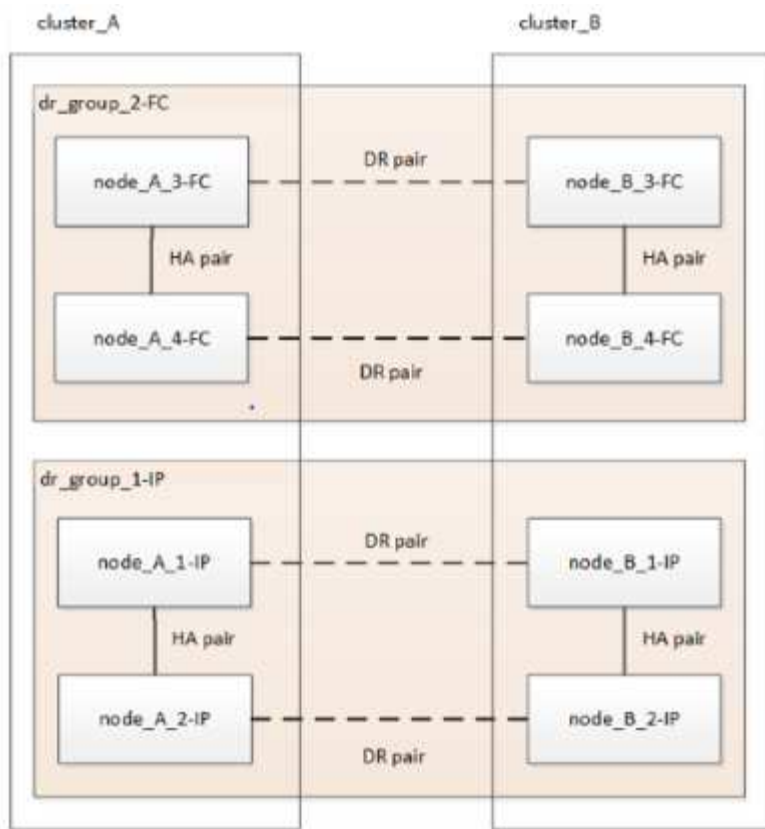 cluster_A
cluster_B
dr_group_2-FC
node_A_3-FC
DR pair
node_B_3-FC
HA pair
HA pair
node_A_4-FC
node_B_4-FC
DR pair
dr_group_1-IP
node_A_1-IP
DR pair
node_B_1-IP
HA pair
HA pair
node_A_2-IP
node_B_2-IP
DR pair